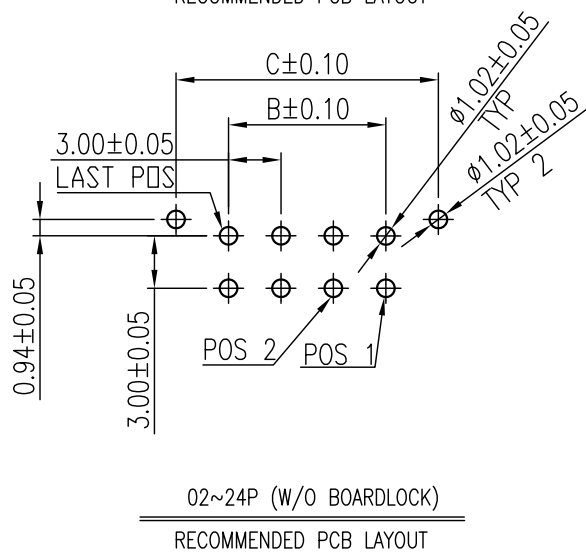 RECOMMENDED PCB LAYOUT
C±0.10
B±0.10
ø1.02±0.05
TYP
ø1.02±0.05
TYP 2
3.00±0.05
LAST POS
0.94±0.05
3.00±0.05
POS 2
POS 1
02~24P (W/O BOARDLOCK)
RECOMMENDED PCB LAYOUT